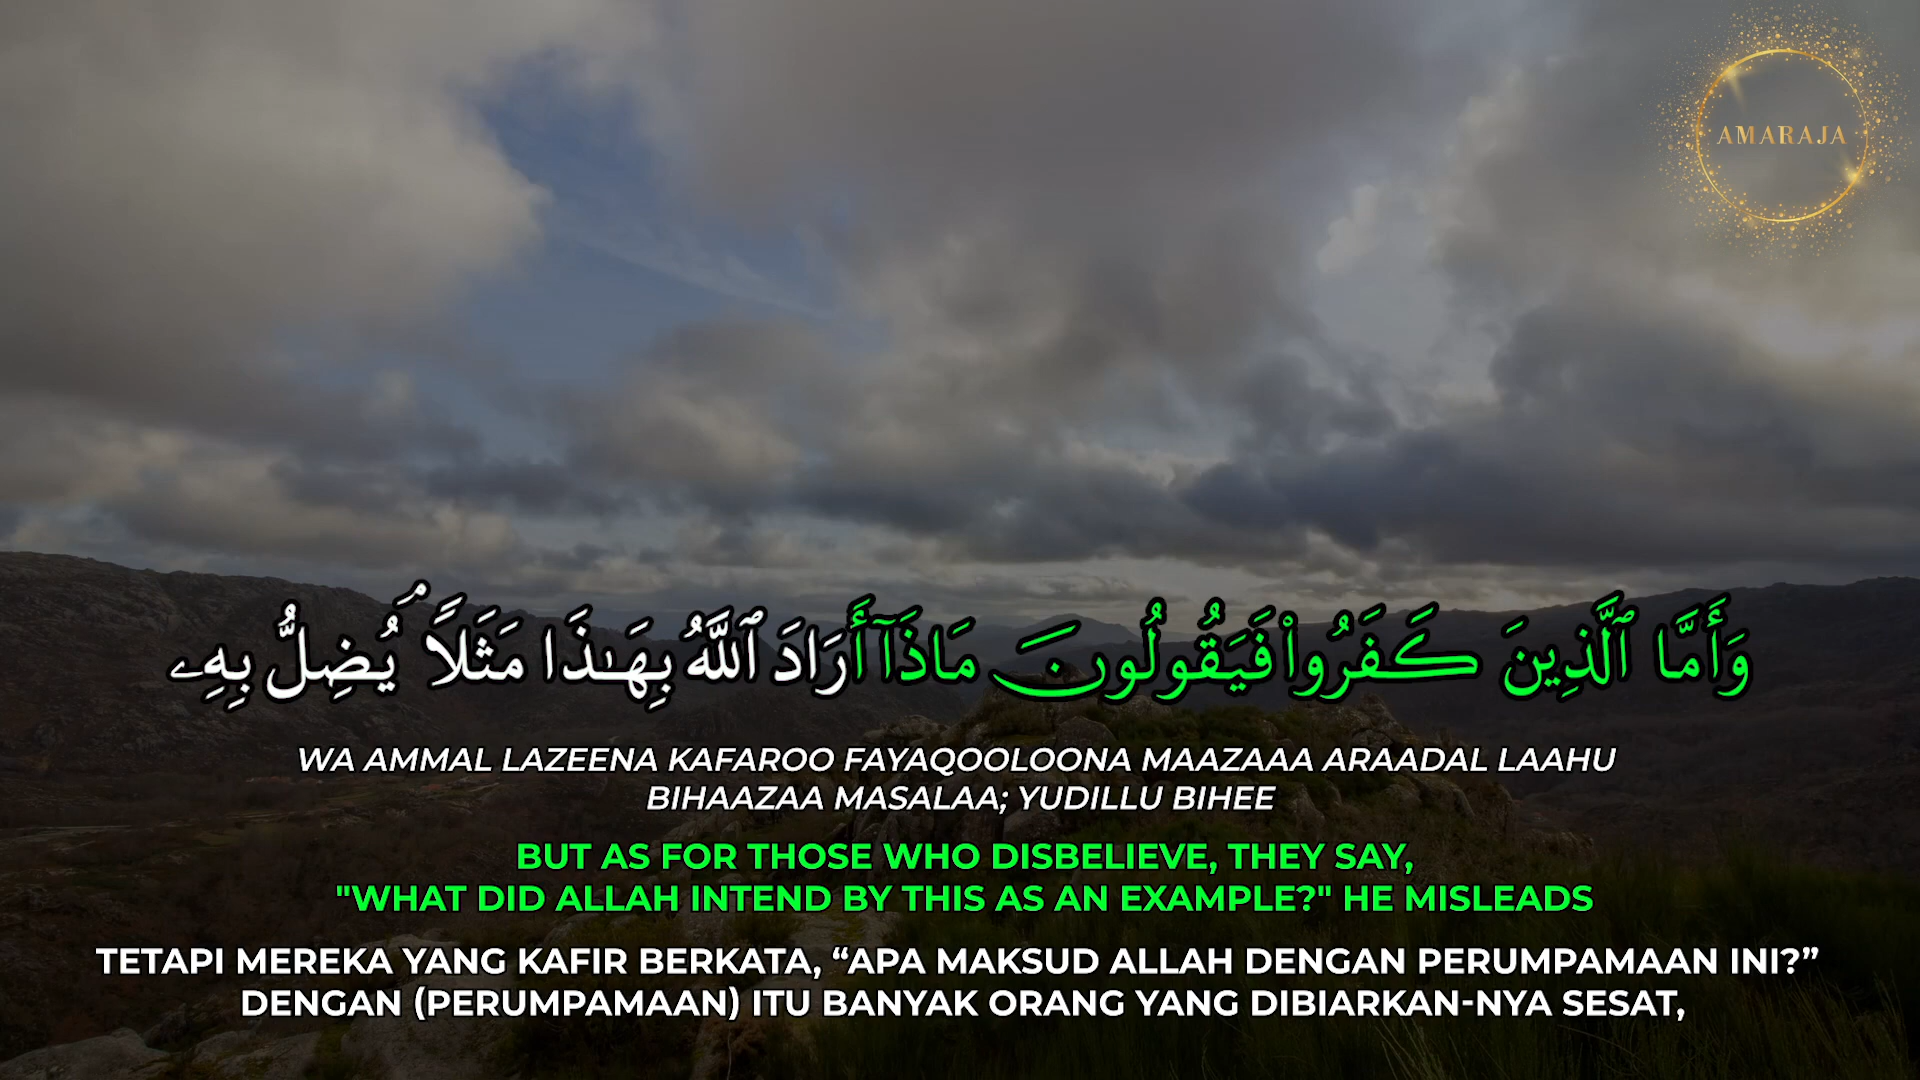 AMARAJA
وَأَمَّا ٱلَّذِينَ كَفَرُوا۟ فَيَقُولُونَ مَاذَآ أَرَادَ ٱللَّهُ بِهَـٰذَا مَثَلًۭا ۘ يُضِلُّ بِهِۦ
WA AMMAL LAZEENA KAFAROO FAYAQOOLOONA MAAZAAA ARAADAL LAAHU
BIHAAZAA MASALAA; YUDILLU BIHEE
BUT AS FOR THOSE WHO DISBELIEVE, THEY SAY,
"WHAT DID ALLAH INTEND BY THIS AS AN EXAMPLE?" HE MISLEADS
TETAPI MEREKA YANG KAFIR BERKATA, “APA MAKSUD ALLAH DENGAN PERUMPAMAAN INI?”
DENGAN (PERUMPAMAAN) ITU BANYAK ORANG YANG DIBIARKAN-NYA SESAT,